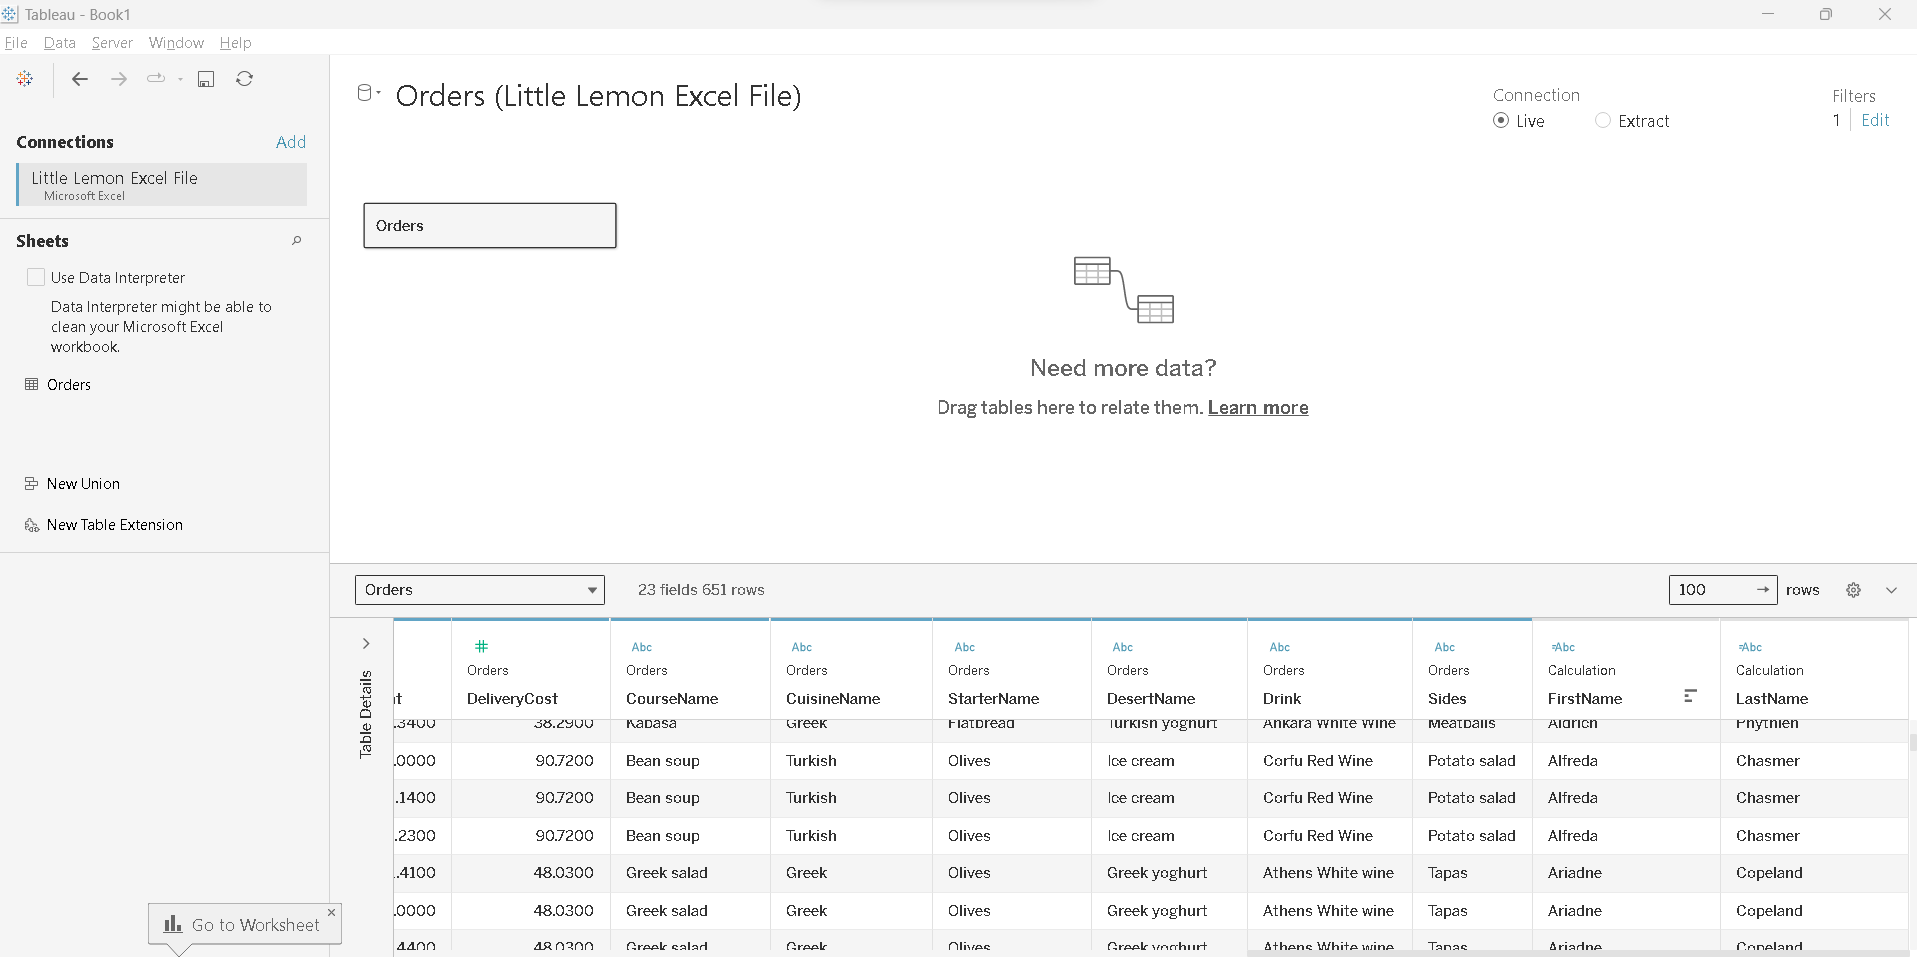 Tableau - Book1
File Data Server Window Help
Connections Add
Little Lemon Excel File
Microsoft Excel
Sheets
Use Data Interpreter
Data Interpreter might be able to
clean your Microsoft Excel
workbook.
Orders
New Union
New Table Extension
Go to Worksheet
Orders (Little Lemon Excel File)
Connection
Live Extract
Filters
1 Edit
Orders
Need more data?
Drag tables here to relate them. Learn more
Orders 23 fields 651 rows 100 rows
Table Details
# Abc Abc Abc Abc Abc Abc =Abc =Abc
Orders Orders Orders Orders Orders Orders Orders Calculation Calculation
t DeliveryCost CourseName CuisineName StarterName DesertName Drink Sides FirstName LastName
.3400 38.2900 Kabasa Greek Flatbread Turkish yoghurt Ankara White Wine Meatballs Aldrich Phythien
.0000 90.7200 Bean soup Turkish Olives Ice cream Corfu Red Wine Potato salad Alfreda Chasmer
.1400 90.7200 Bean soup Turkish Olives Ice cream Corfu Red Wine Potato salad Alfreda Chasmer
.2300 90.7200 Bean soup Turkish Olives Ice cream Corfu Red Wine Potato salad Alfreda Chasmer
.4100 48.0300 Greek salad Greek Olives Greek yoghurt Athens White wine Tapas Ariadne Copeland
.0000 48.0300 Greek salad Greek Olives Greek yoghurt Athens White wine Tapas Ariadne Copeland
.4400 48.0300 Greek salad Greek Olives Greek yoghurt Athens White wine Tapas Ariadne Copeland